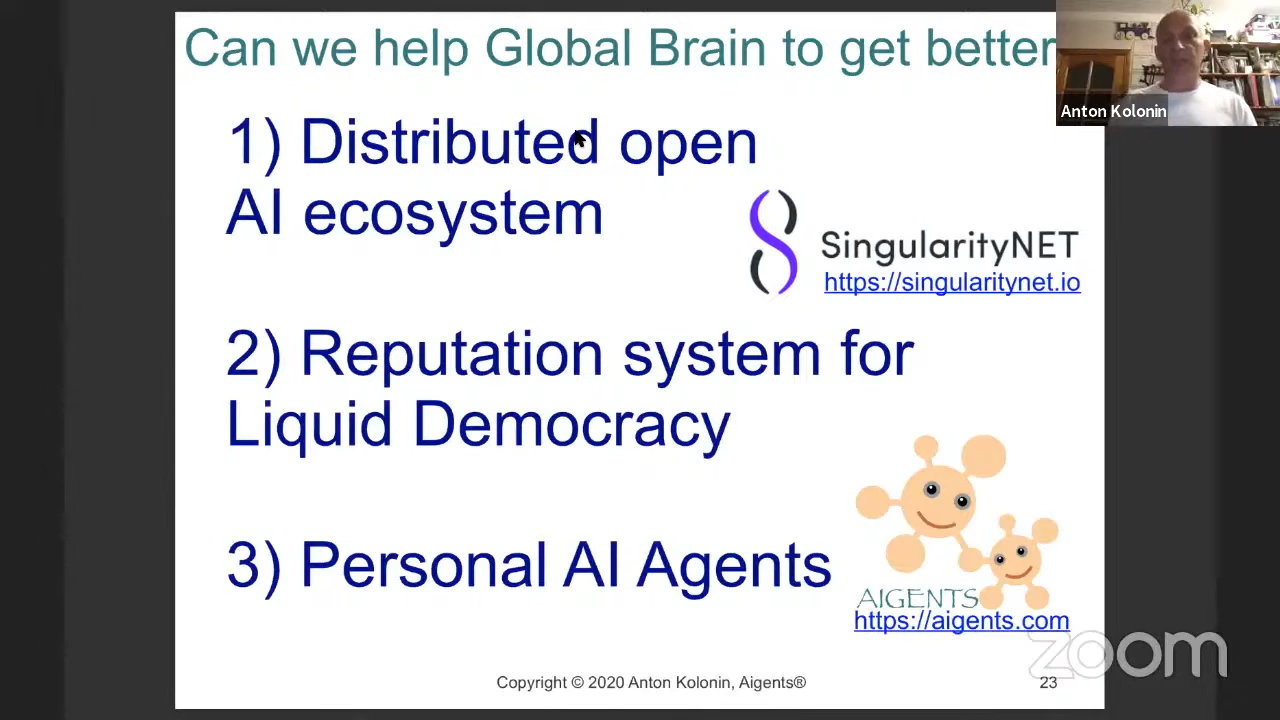 Can we help Global Brain to get better
Anton Kolonin
1) Distributed open
AI ecosystem
SingularityNET
https://singularitynet.io
2) Reputation system for
Liquid Democracy
3) Personal AI Agents
AIGENTS
https://aigents.com
zoom
Copyright © 2020 Anton Kolonin, Aigents®
23